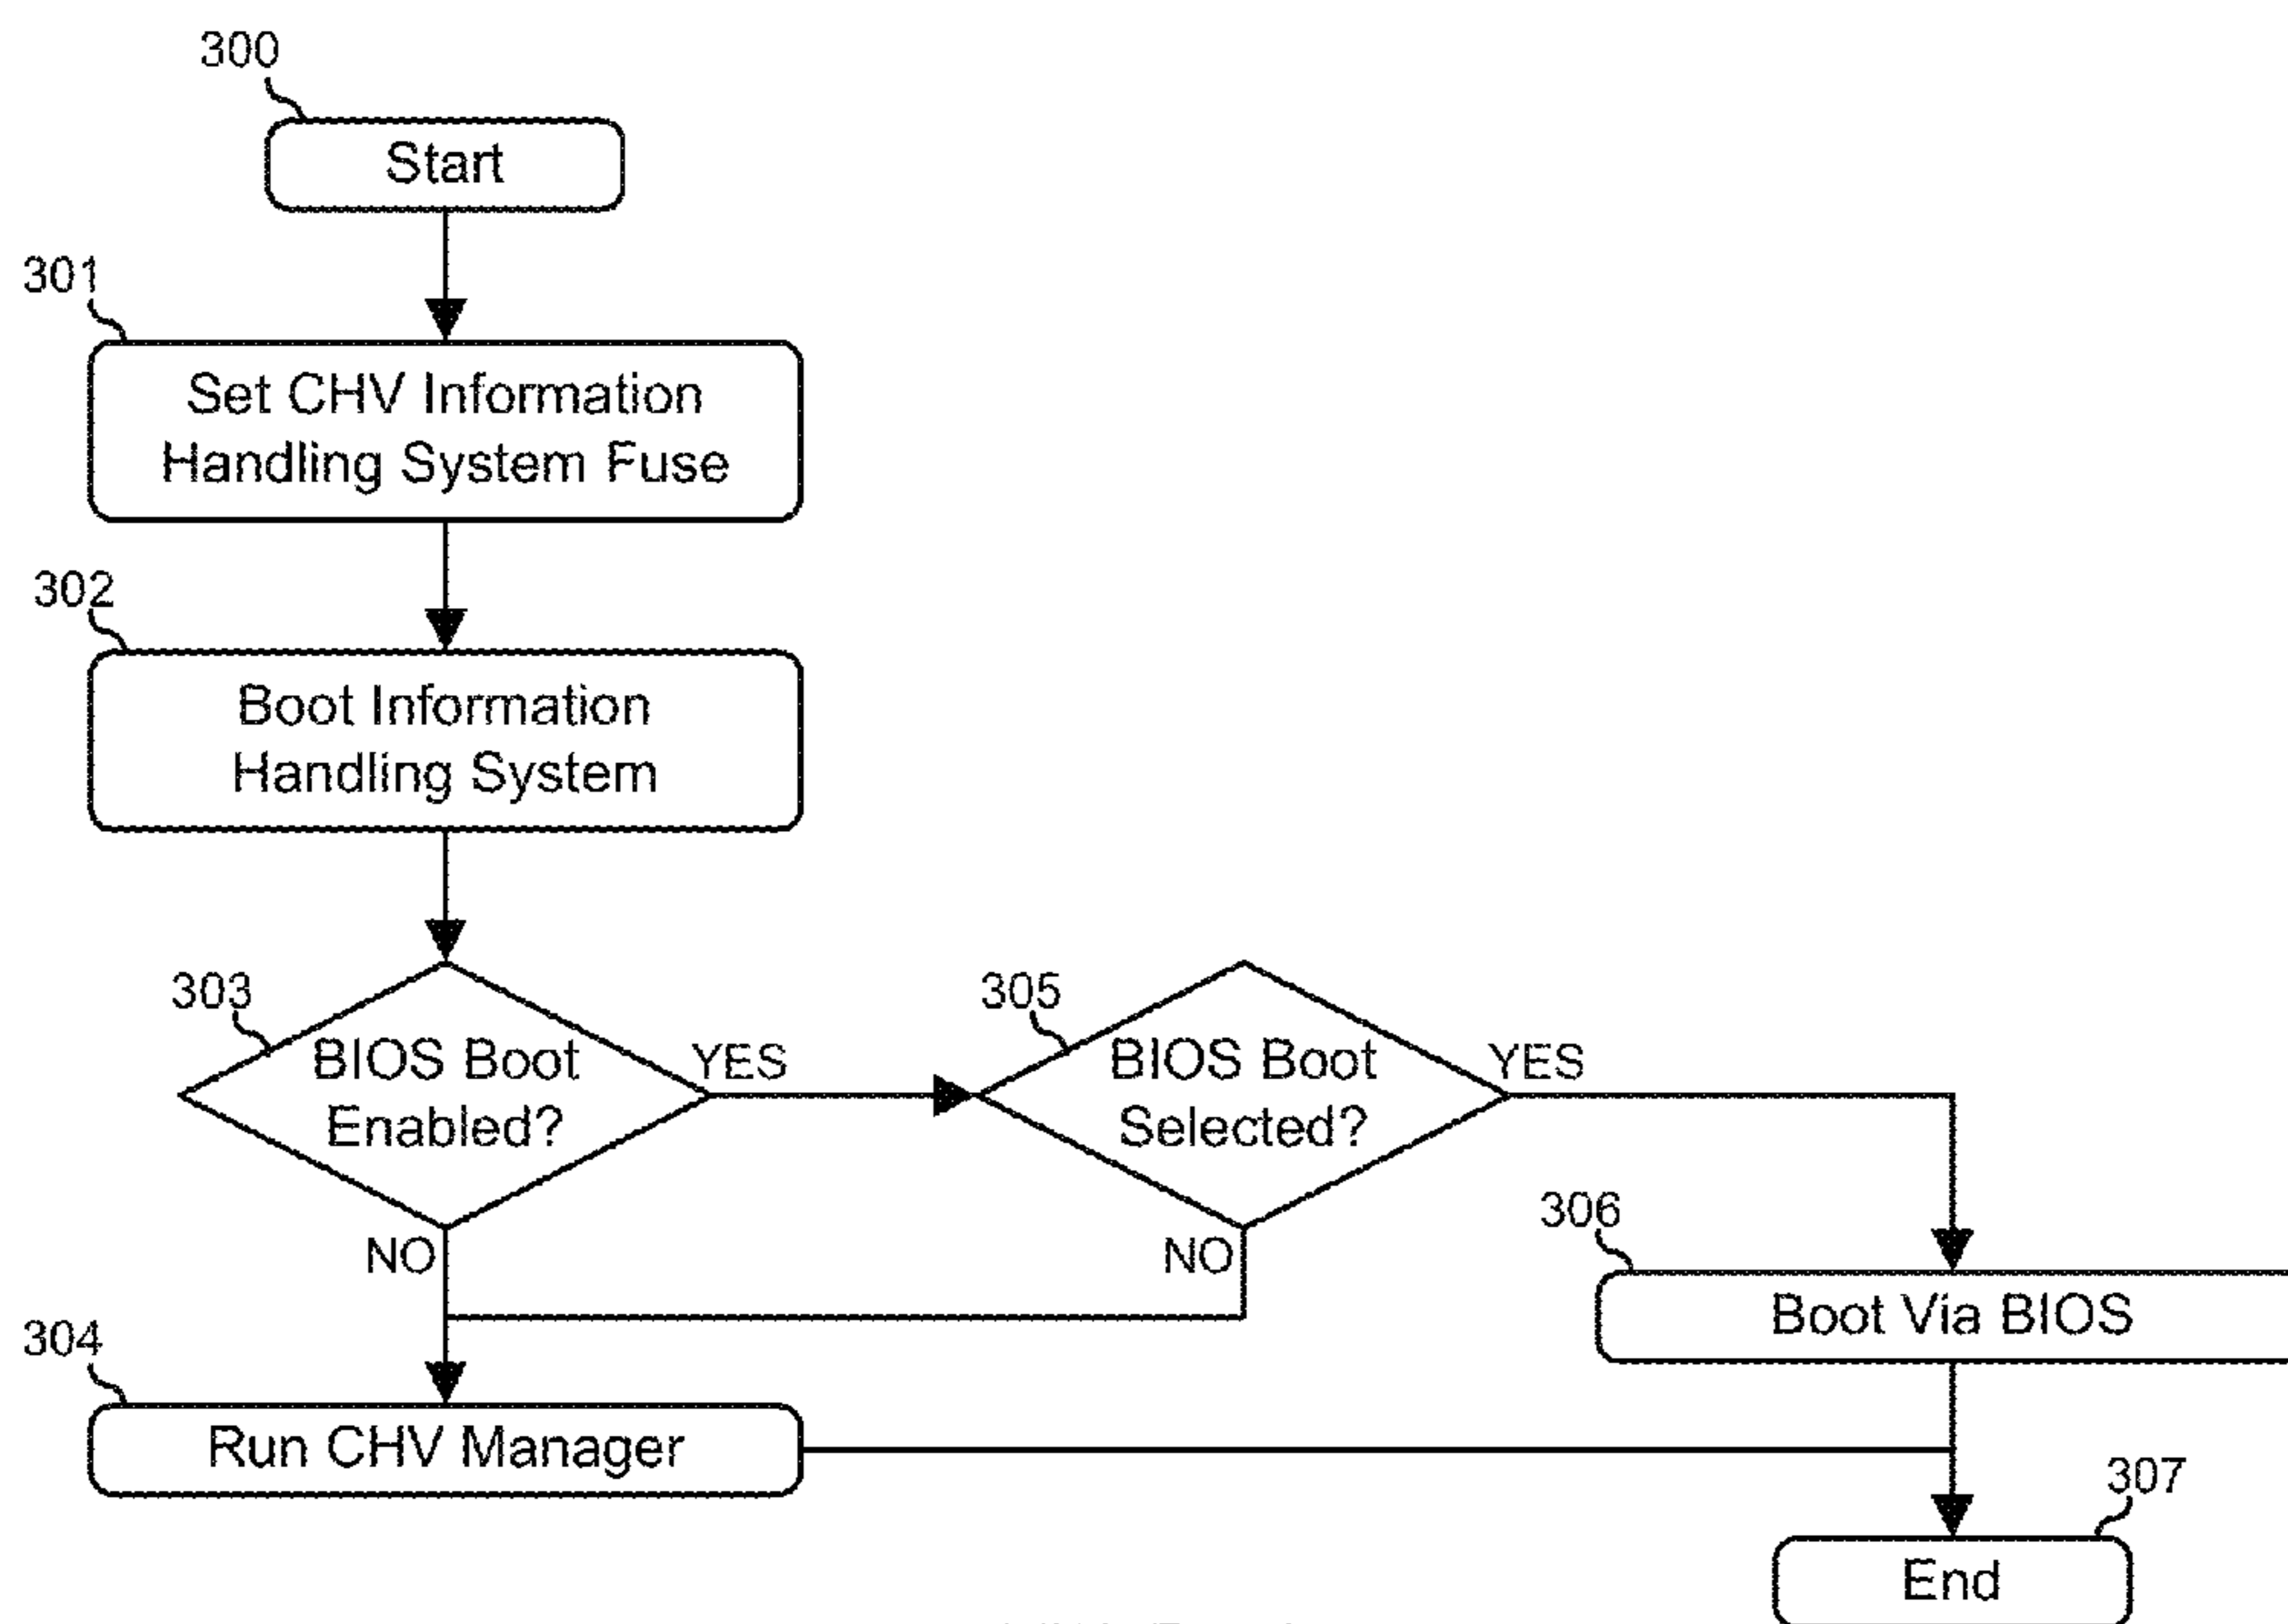 300
Start
301
Set CHV Information
Handling System Fuse
302
Boot Information
Handling System
303
BIOS Boot
Enabled?
YES
NO
305
BIOS Boot
Selected?
YES
NO
306
Boot Via BIOS
304
Run CHV Manager
307
End